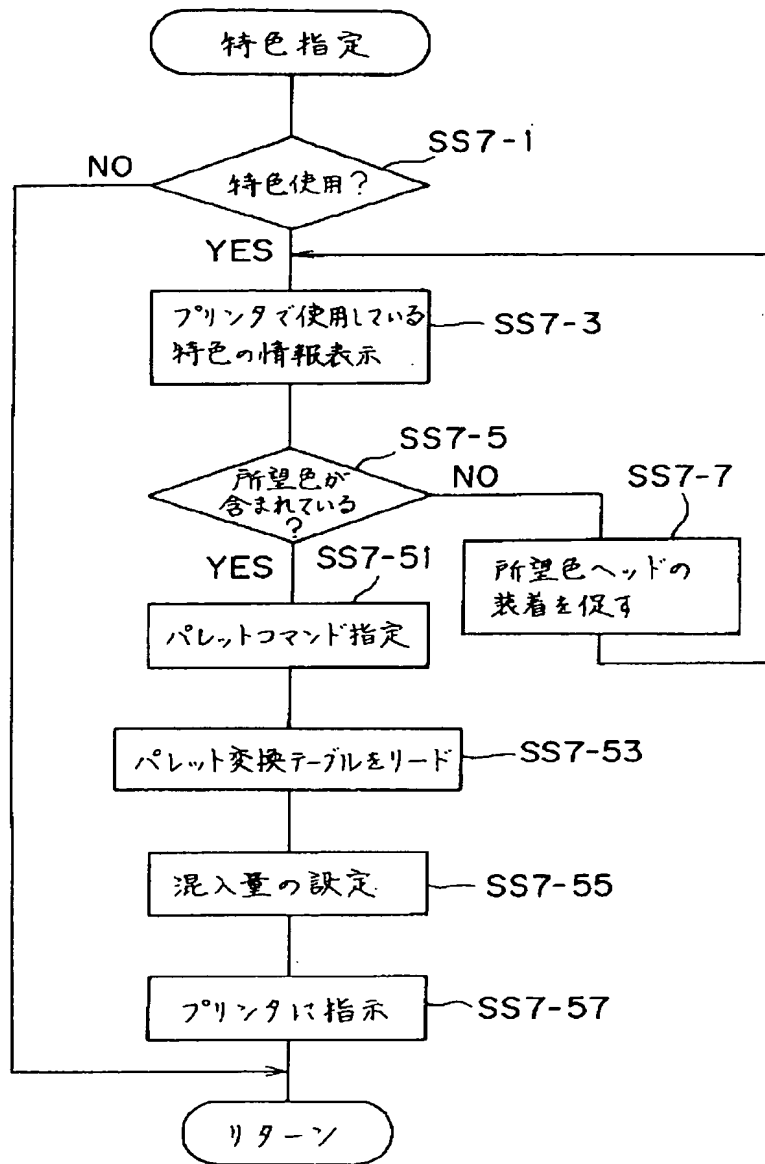 特色指定
SS7-1
NO
特色使用?
YES
プリンタで使用している
特色の情報表示
SS7-3
SS7-5
所望色が
含まれている
?
NO
SS7-7
YES
SS7-51
所望色ヘッドの
装着を促す
パレットコマンド指定
パレット変換テーブルをリード
SS7-53
混入量の設定
SS7-55
プリンタに指示
SS7-57
リターン